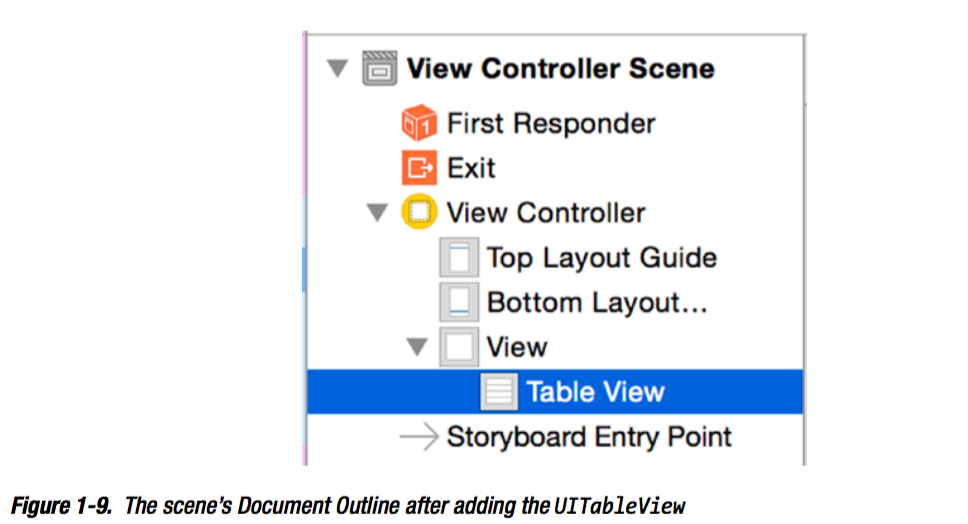 View Controller Scene
First Responder
Exit
View Controller
Top Layout Guide
Bottom Layout...
View
Table View
Storyboard Entry Point
Figure 1-9. The scene's Document Outline after adding the UITableView